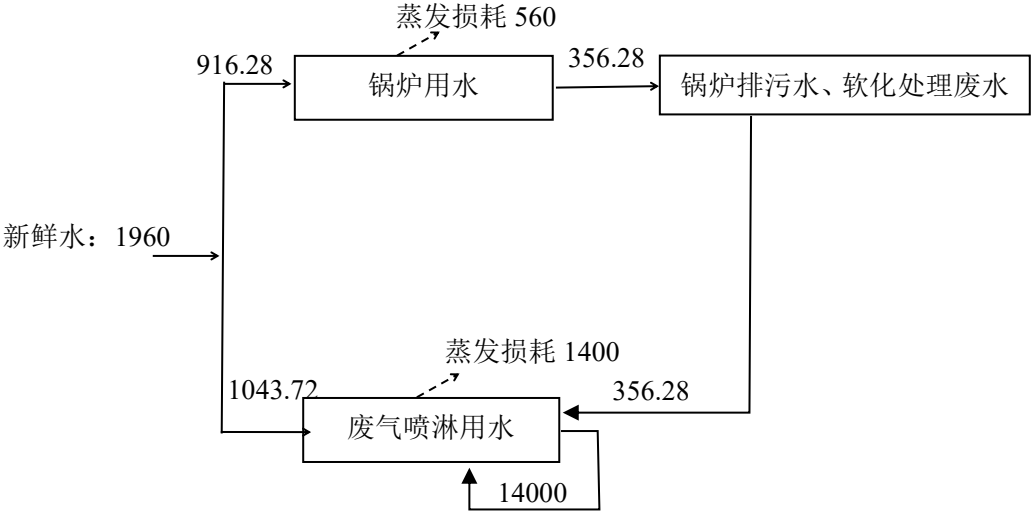 蒸发损耗 560
916.28
356.28
锅炉用水
锅炉排污水、软化处理废水
新鲜水：1960
蒸发损耗 1400
1043.72
356.28
废气喷淋用水
14000